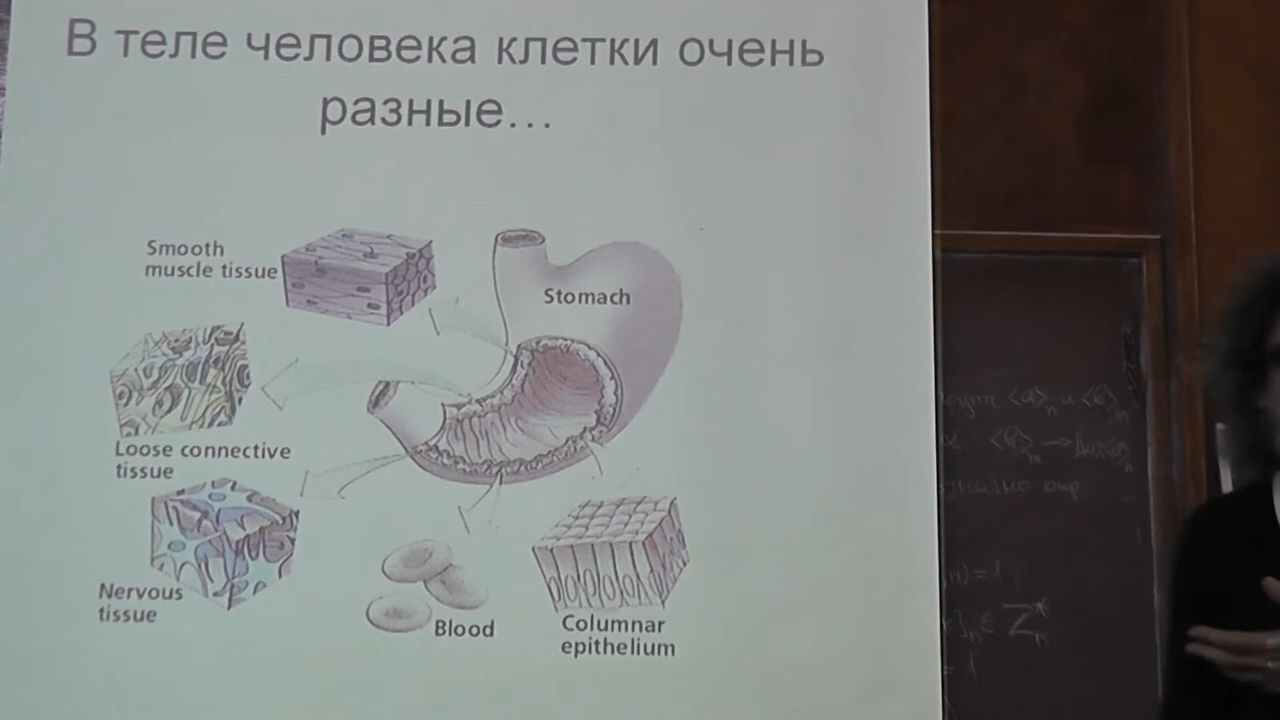 В теле человека клетки очень
разные...
Smooth
muscle tissue
Stomach
Loose connective
tissue
Nervous
tissue
Blood
Columnar
epithelium